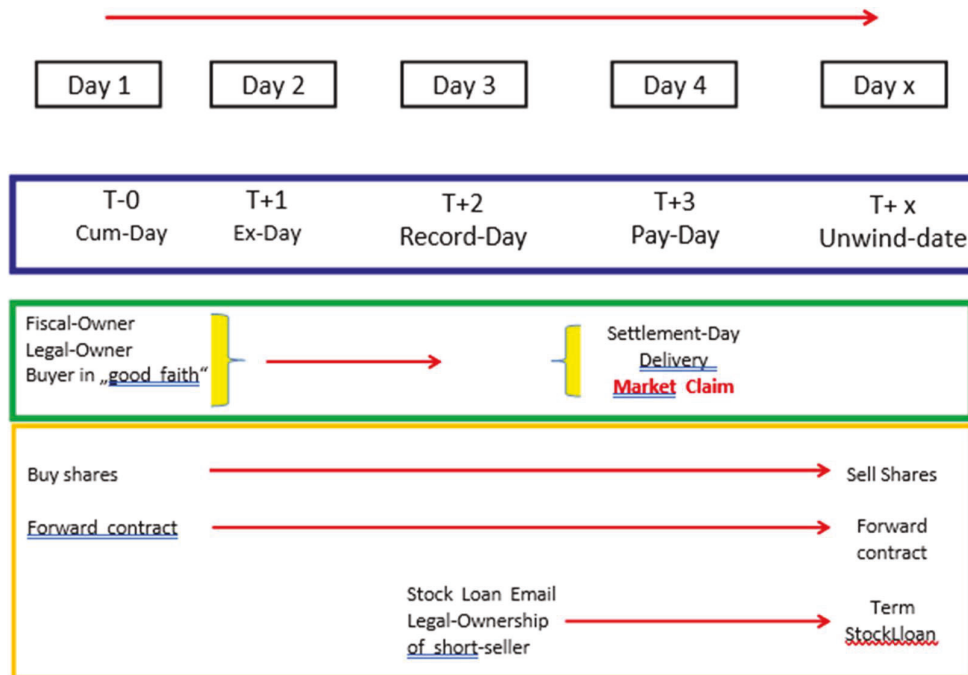 Day 1 Day 2 Day 3 Day 4 Day x
T-0 T+1 T+2 T+3 T+ x
Cum-Day Ex-Day Record-Day Pay-Day Unwind-date
Fiscal-Owner
Legal-Owner
Buyer in „good faith“
Settlement-Day
Delivery
Market Claim
Buy shares Sell Shares
Forward contract Forward
contract
Stock Loan Email
Legal-Ownership
of short-seller
Term
StockLloan